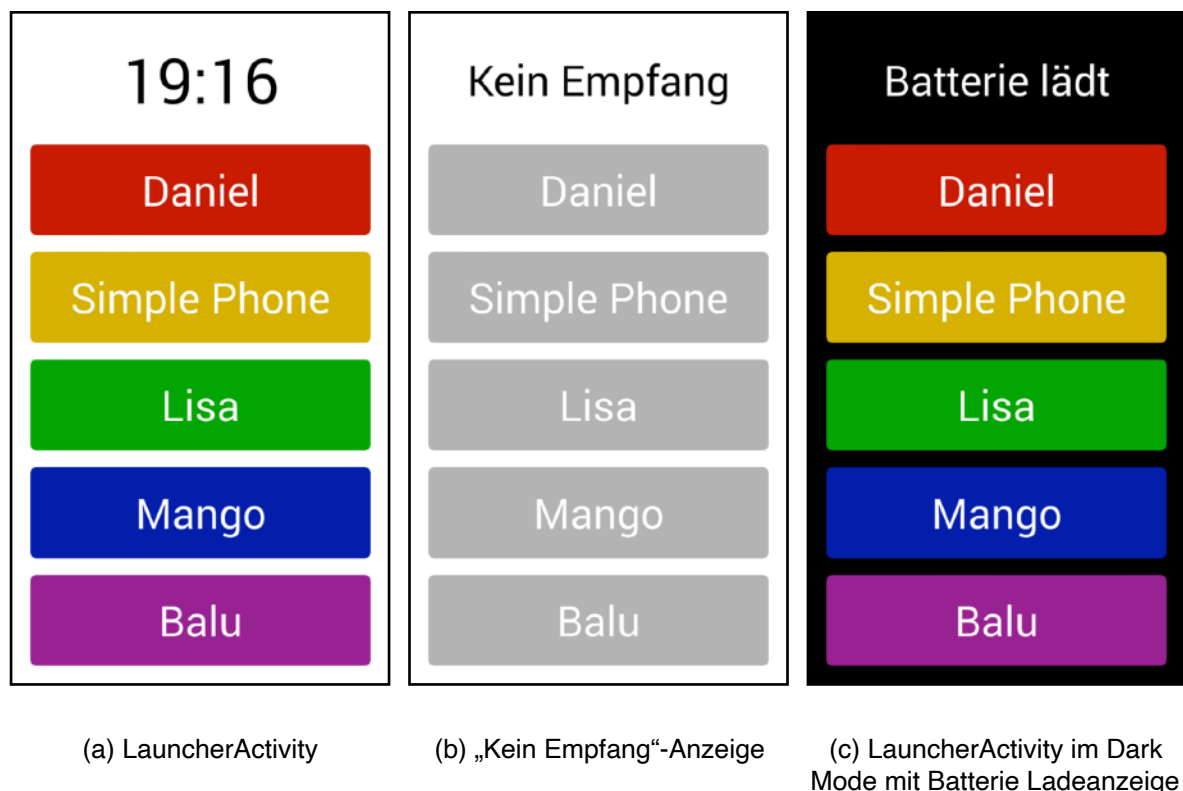 19:16
Daniel
Simple Phone
Lisa
Mango
Balu
(a) LauncherActivity
Kein Empfang
Daniel
Simple Phone
Lisa
Mango
Balu
(b) „Kein Empfang“-Anzeige
Batterie lädt
Daniel
Simple Phone
Lisa
Mango
Balu
(c) LauncherActivity im Dark
Mode mit Batterie Ladeanzeige